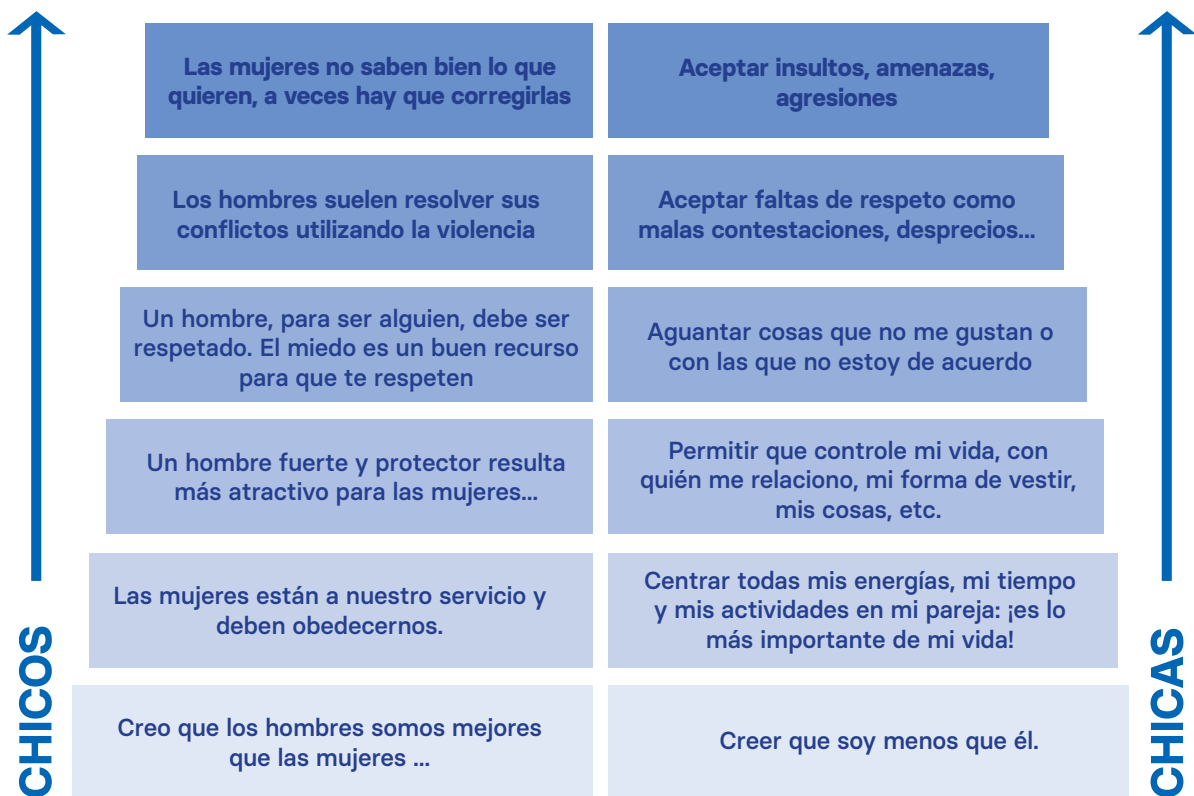 Las mujeres no saben bien lo que
quieren, a veces hay que corregirlas
Aceptar insultos, amenazas,
agresiones
Los hombres suelen resolver sus
conflictos utilizando la violencia
Aceptar faltas de respeto como
malas contestaciones, desprecios...
Un hombre, para ser alguien, debe ser
respetado. El miedo es un buen recurso
para que te respeten
Aguantar cosas que no me gustan o
con las que no estoy de acuerdo
Un hombre fuerte y protector resulta
más atractivo para las mujeres...
Permitir que controle mi vida, con
quién me relaciono, mi forma de vestir,
mis cosas, etc.
Las mujeres están a nuestro servicio y
deben obedecernos.
Centrar todas mis energías, mi tiempo
y mis actividades en mi pareja: ¡es lo
más importante de mi vida!
Creo que los hombres somos mejores
que las mujeres ...
Creer que soy menos que él.
CHICOS
CHICAS